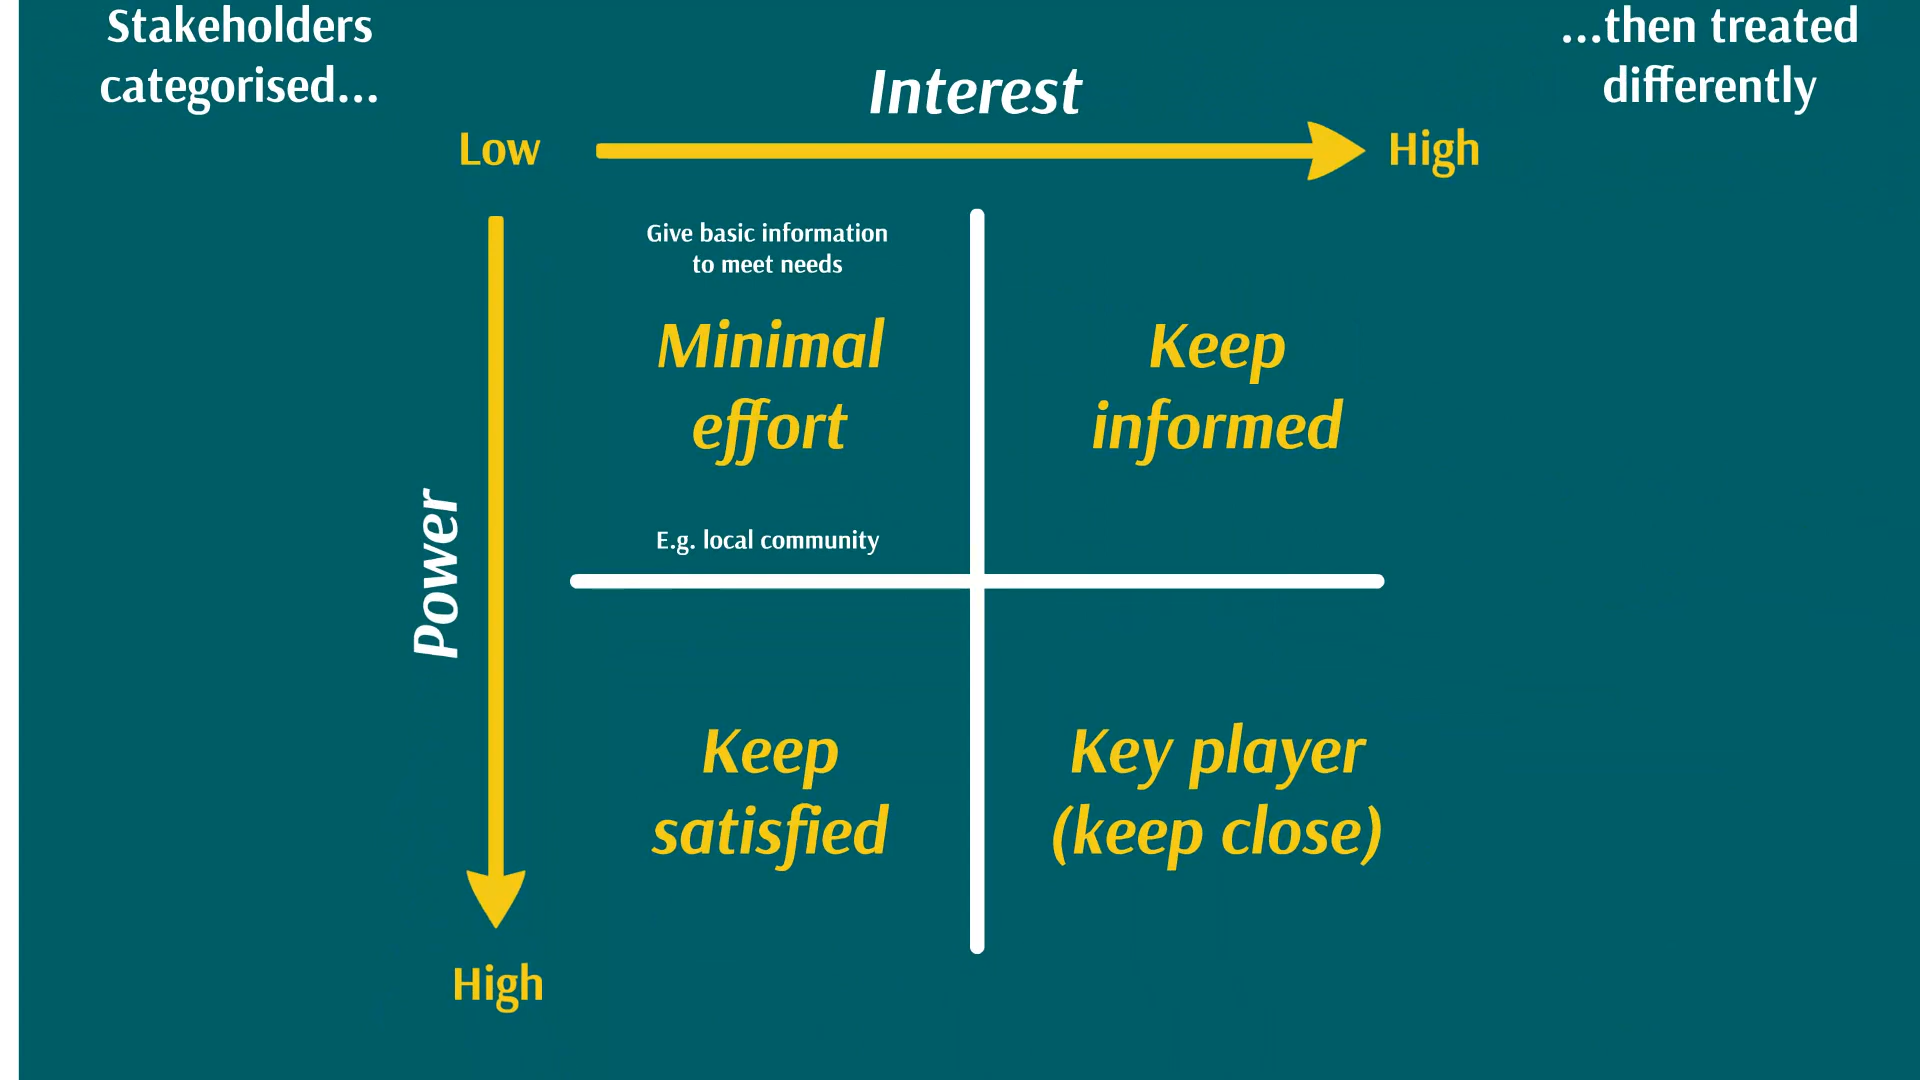 Stakeholders
categorised...
...then treated
differently
Interest
Low
High
Give basic information
to meet needs
Minimal
effort
E.g. local community
Keep
informed
Power
Keep
satisfied
Key player
(keep close)
High